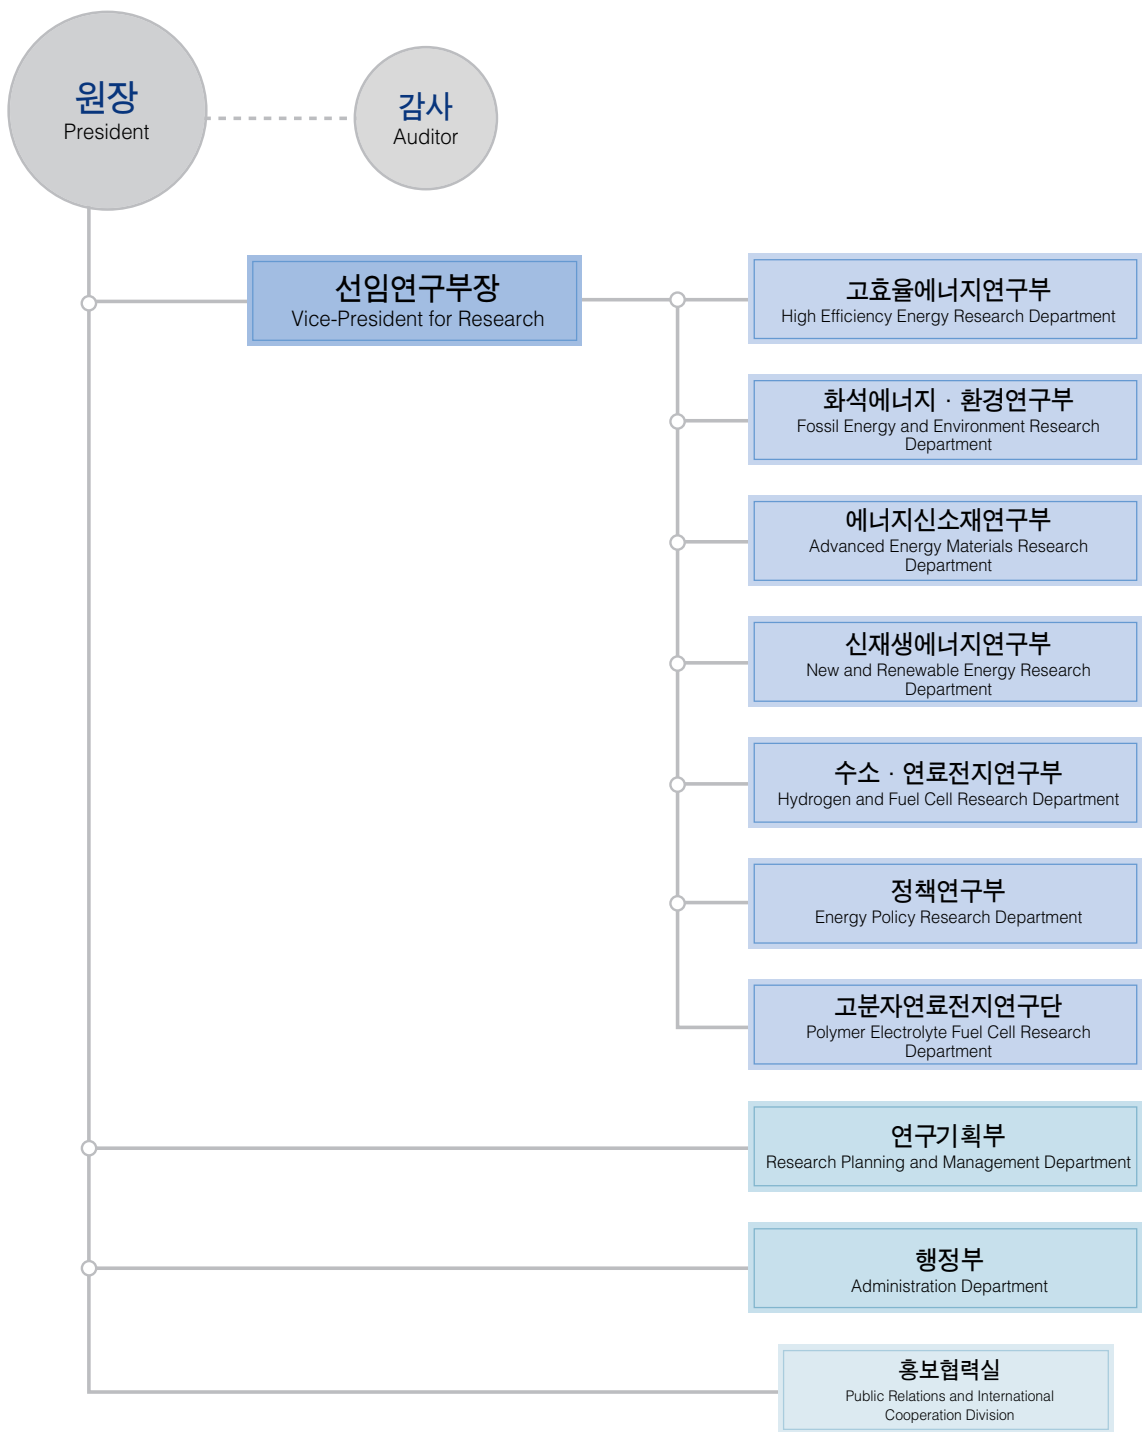 원장
President
감사
Auditor
선임연구부장
Vice-President for Research
고효율에너지연구부
High Efficiency Energy Research Department
화석에너지 · 환경연구부
Fossil Energy and Environment Research
Department
에너지신소재연구부
Advanced Energy Materials Research
Department
신재생에너지연구부
New and Renewable Energy Research
Department
수소 · 연료전지연구부
Hydrogen and Fuel Cell Research Department
정책연구부
Energy Policy Research Department
고분자연료전지연구단
Polymer Electrolyte Fuel Cell Research
Department
연구기획부
Research Planning and Management Department
행정부
Administration Department
홍보협력실
Public Relations and International
Cooperation Division